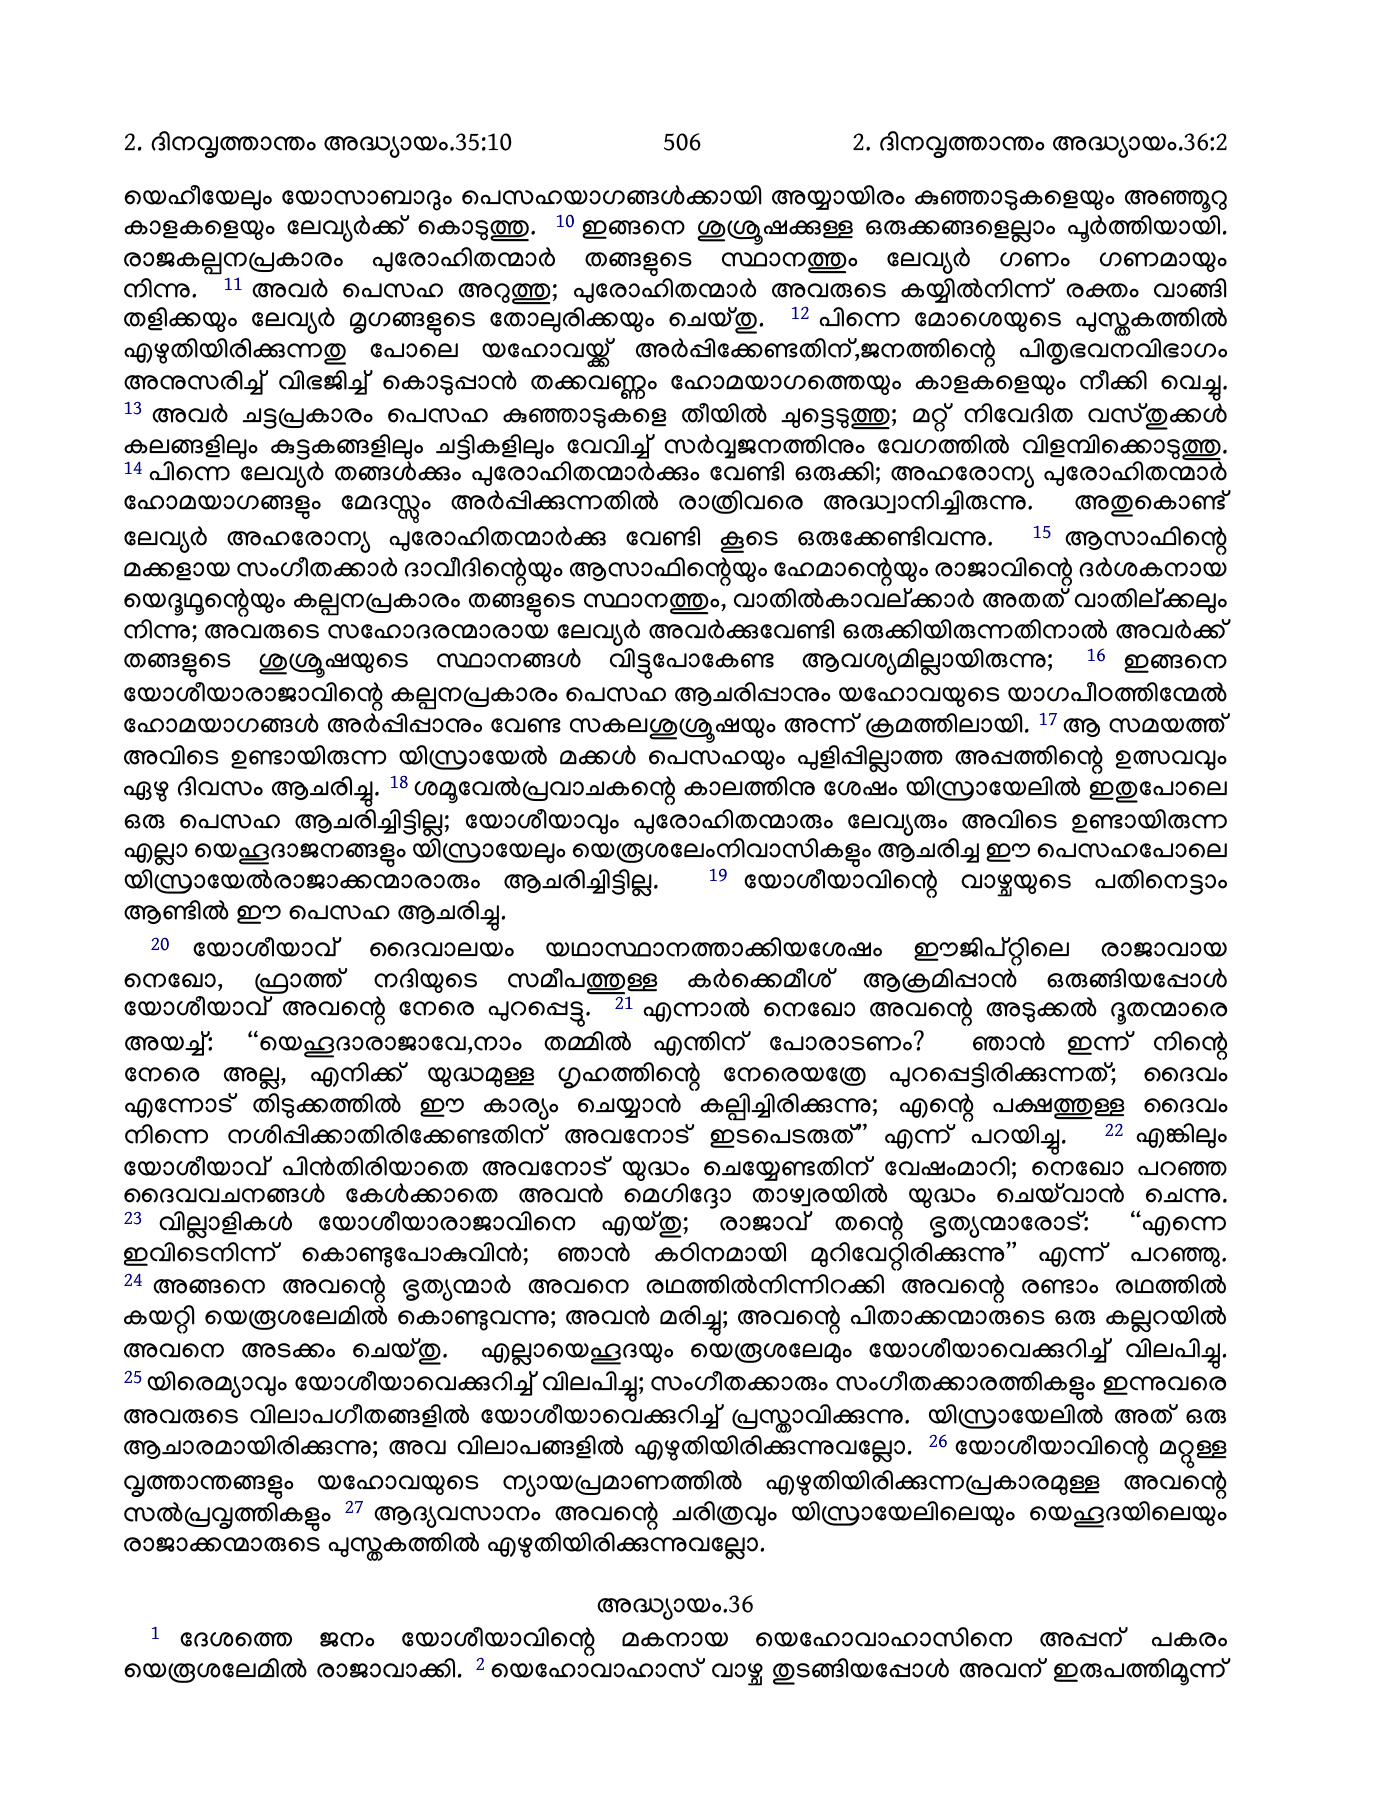 2. ദിനവൃത്താന്തം അദ്ധ്യായം.35:10 506 2. ദിനവൃത്താന്തം അദ്ധ്യായം.36:2
യെഹീയേലും യോസാബാദും പെസഹയാഗങ്ങൾക്കായി അയ്യായിരം കുഞ്ഞാടുകളെയും അഞ്ഞൂറു
കാളകളെയും ലേവ്യർക്ക് കൊടുത്തു. 10 ഇങ്ങനെ ശുശ്രൂഷക്കുള്ള ഒരുക്കങ്ങളെല്ലാം പൂർത്തിയായി.
രാജകല്പനപ്രകാരം പുരോഹിതന്മാർ തങ്ങളുടെ സ്ഥാനത്തും ലേവ്യർ ഗണം ഗണമായും
നിന്നു. 11 അവർ പെസഹ അറുത്തു; പുരോഹിതന്മാർ അവരുടെ കയ്യിൽനിന്ന് രക്തം വാങ്ങി
തളിക്കയും ലേവ്യർ മൃഗങ്ങളുടെ തോലുരിക്കയും ചെയ്തു. 12 പിന്നെ മോശെയുടെ പുസ്തകത്തിൽ
എഴുതിയിരിക്കുന്നതു പോലെ യഹോവയ്ക്ക് അർപ്പിക്കേണ്ടതിന്,ജനത്തിന്റെ പിതൃഭവനവിഭാഗം
അനുസരിച്ച് വിഭജിച്ച് കൊടുപ്പാൻ തക്കവണ്ണം ഹോമയാഗത്തെയും കാളകളെയും നീക്കി വെച്ചു.
13 അവർ ചട്ടപ്രകാരം പെസഹ കുഞ്ഞാടുകളെ തീയിൽ ചുട്ടെടുത്തു; മറ്റ് നിവേദിത വസ്തുക്കൾ
കലങ്ങളിലും കുട്ടകങ്ങളിലും ചട്ടികളിലും വേവിച്ച് സർവ്വജനത്തിനും വേഗത്തിൽ വിളമ്പിക്കൊടുത്തു.
14 പിന്നെ ലേവ്യർ തങ്ങൾക്കും പുരോഹിതന്മാർക്കും വേണ്ടി ഒരുക്കി; അഹരോന്യ പുരോഹിതന്മാർ
ഹോമയാഗങ്ങളും മേദസ്സും അർപ്പിക്കുന്നതിൽ രാത്രിവരെ അദ്ധ്വാനിച്ചിരുന്നു. അതുകൊണ്ട്
ലേവ്യർ അഹരോന്യ പുരോഹിതന്മാർക്കു വേണ്ടി കൂടെ ഒരുക്കേണ്ടിവന്നു. 15 ആസാഫിന്റെ
മക്കളായ സംഗീതക്കാർ ദാവീദിന്റെയും ആസാഫിന്റെയും ഹേമാന്റെയും രാജാവിന്റെ ദർശകനായ
യെദൂഥൂന്റെയും കല്പനപ്രകാരം തങ്ങളുടെ സ്ഥാനത്തും, വാതിൽകാവല്ക്കാർ അതത് വാതില്ക്കലും
നിന്നു; അവരുടെ സഹോദരന്മാരായ ലേവ്യർ അവർക്കുവേണ്ടി ഒരുക്കിയിരുന്നതിനാൽ അവർക്ക്
തങ്ങളുടെ ശുശ്രൂഷയുടെ സ്ഥാനങ്ങൾ വിട്ടുപോകേണ്ട ആവശ്യമില്ലായിരുന്നു; 16 ഇങ്ങനെ
യോശീയാരാജാവിന്റെ കല്പനപ്രകാരം പെസഹ ആചരിപ്പാനും യഹോവയുടെ യാഗപീഠത്തിന്മേൽ
ഹോമയാഗങ്ങൾ അർപ്പിപ്പാനും വേണ്ട സകലശുശ്രൂഷയും അന്ന് ക്രമത്തിലായി. 17 ആ സമയത്ത്
അവിടെ ഉണ്ടായിരുന്ന യിസ്രായേൽ മക്കൾ പെസഹയും പുളിപ്പില്ലാത്ത അപ്പത്തിന്റെ ഉത്സവവും
ഏഴു ദിവസം ആചരിച്ചു. 18 ശമൂവേൽപ്രവാചകന്റെ കാലത്തിനു ശേഷം യിസ്രായേലിൽ ഇതുപോലെ
ഒരു പെസഹ ആചരിച്ചിട്ടില്ല; യോശീയാവും പുരോഹിതന്മാരും ലേവ്യരും അവിടെ ഉണ്ടായിരുന്ന
എല്ലാ യെഹൂദാജനങ്ങളും യിസ്രായേലും യെരൂശലേംനിവാസികളും ആചരിച്ച ഈ പെസഹപോലെ
യിസ്രായേൽരാജാക്കന്മാരാരും ആചരിച്ചിട്ടില്ല. 19 യോശീയാവിന്റെ വാഴ്ചയുടെ പതിനെട്ടാം
ആണ്ടിൽ ഈ പെസഹ ആചരിച്ചു.
20 യോശീയാവ് ദൈവാലയം യഥാസ്ഥാനത്താക്കിയശേഷം ഈജിപ്റ്റിലെ രാജാവായ
നെഖോ, ഫ്രാത്ത് നദിയുടെ സമീപത്തുള്ള കർക്കെമീശ് ആക്രമിപ്പാൻ ഒരുങ്ങിയപ്പോൾ
യോശീയാവ് അവന്റെ നേരെ പുറപ്പെട്ടു. 21 എന്നാൽ നെഖോ അവന്റെ അടുക്കൽ ദൂതന്മാരെ
അയച്ച്: “യെഹൂദാരാജാവേ,നാം തമ്മിൽ എന്തിന് പോരാടണം? ഞാൻ ഇന്ന് നിന്റെ
നേരെ അല്ല, എനിക്ക് യുദ്ധമുള്ള ഗൃഹത്തിന്റെ നേരെയത്രേ പുറപ്പെട്ടിരിക്കുന്നത്; ദൈവം
എന്നോട് തിടുക്കത്തിൽ ഈ കാര്യം ചെയ്യാൻ കല്പിച്ചിരിക്കുന്നു; എന്റെ പക്ഷത്തുള്ള ദൈവം
നിന്നെ നശിപ്പിക്കാതിരിക്കേണ്ടതിന് അവനോട് ഇടപെടരുത്” എന്ന് പറയിച്ചു. 22 എങ്കിലും
യോശീയാവ് പിൻതിരിയാതെ അവനോട് യുദ്ധം ചെയ്യേണ്ടതിന് വേഷംമാറി; നെഖോ പറഞ്ഞ
ദൈവവചനങ്ങൾ കേൾക്കാതെ അവൻ മെഗിദ്ദോ താഴ്വരയിൽ യുദ്ധം ചെയ്‌വാൻ ചെന്നു.
23 വില്ലാളികൾ യോശീയാരാജാവിനെ എയ്തു; രാജാവ് തന്റെ ഭൃത്യന്മാരോട്: “എന്നെ
ഇവിടെനിന്ന് കൊണ്ടുപോകുവിൻ; ഞാൻ കഠിനമായി മുറിവേറ്റിരിക്കുന്നു” എന്ന് പറഞ്ഞു.
24 അങ്ങനെ അവന്റെ ഭൃത്യന്മാർ അവനെ രഥത്തിൽനിന്നിറക്കി അവന്റെ രണ്ടാം രഥത്തിൽ
കയറ്റി യെരൂശലേമിൽ കൊണ്ടുവന്നു; അവൻ മരിച്ചു; അവന്റെ പിതാക്കന്മാരുടെ ഒരു കല്ലറയിൽ
അവനെ അടക്കം ചെയ്തു. എല്ലായെഹൂദയും യെരൂശലേമും യോശീയാവെക്കുറിച്ച് വിലപിച്ചു.
25 യിരെമ്യാവും യോശീയാവെക്കുറിച്ച് വിലപിച്ചു; സംഗീതക്കാരും സംഗീതക്കാരത്തികളും ഇന്നുവരെ
അവരുടെ വിലാപഗീതങ്ങളിൽ യോശീയാവെക്കുറിച്ച് പ്രസ്താവിക്കുന്നു. യിസ്രായേലിൽ അത് ഒരു
ആചാരമായിരിക്കുന്നു; അവ വിലാപങ്ങളിൽ എഴുതിയിരിക്കുന്നുവല്ലോ. 26 യോശീയാവിന്റെ മറ്റുള്ള
വൃത്താന്തങ്ങളും യഹോവയുടെ ന്യായപ്രമാണത്തിൽ എഴുതിയിരിക്കുന്നപ്രകാരമുള്ള അവന്റെ
സൽപ്രവൃത്തികളും 27 ആദ്യവസാനം അവന്റെ ചരിത്രവും യിസ്രായേലിലെയും യെഹൂദയിലെയും
രാജാക്കന്മാരുടെ പുസ്തകത്തിൽ എഴുതിയിരിക്കുന്നുവല്ലോ.
അദ്ധ്യായം.36
1 ദേശത്തെ ജനം യോശീയാവിന്റെ മകനായ യെഹോവാഹാസിനെ അപ്പന് പകരം
യെരൂശലേമിൽ രാജാവാക്കി. 2 യെഹോവാഹാസ് വാഴ്ച തുടങ്ങിയപ്പോൾ അവന് ഇരുപത്തിമൂന്ന്